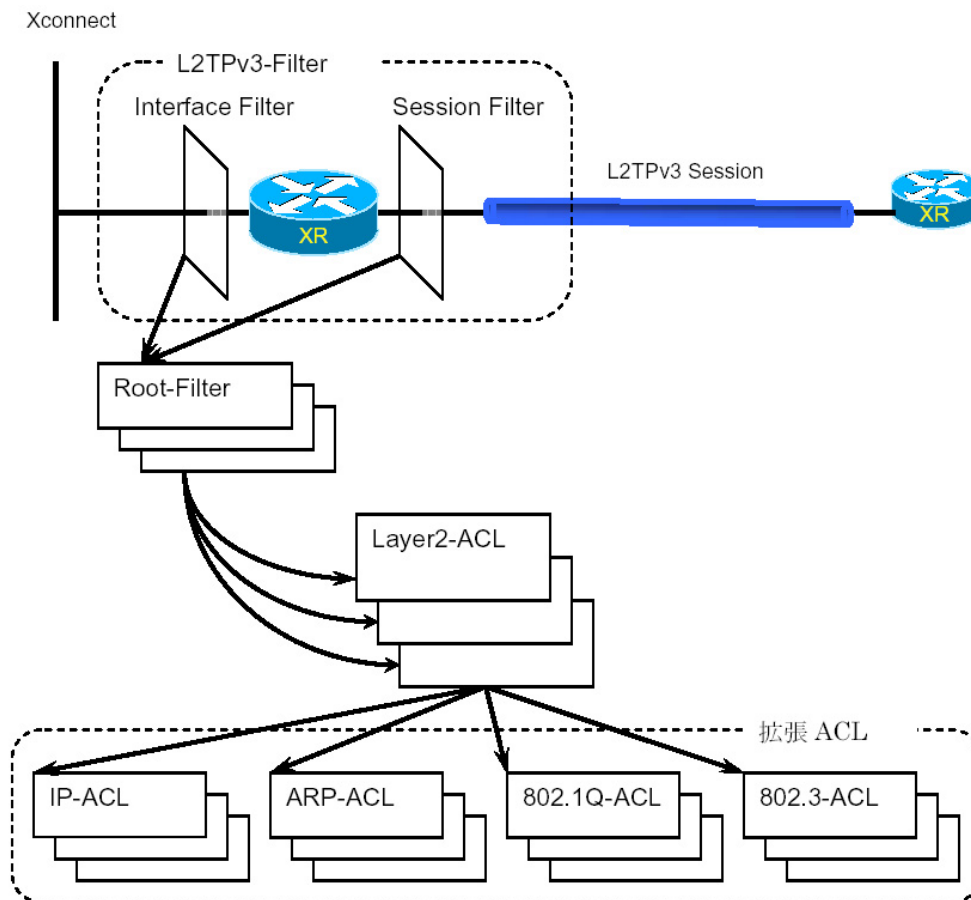 Xconnect
L2TPv3-Filter
Interface Filter
Session Filter
L2TPv3 Session
XR
XR
Root-Filter
Layer2-ACL
拡張 ACL
IP-ACL
ARP-ACL
802.1Q-ACL
802.3-ACL